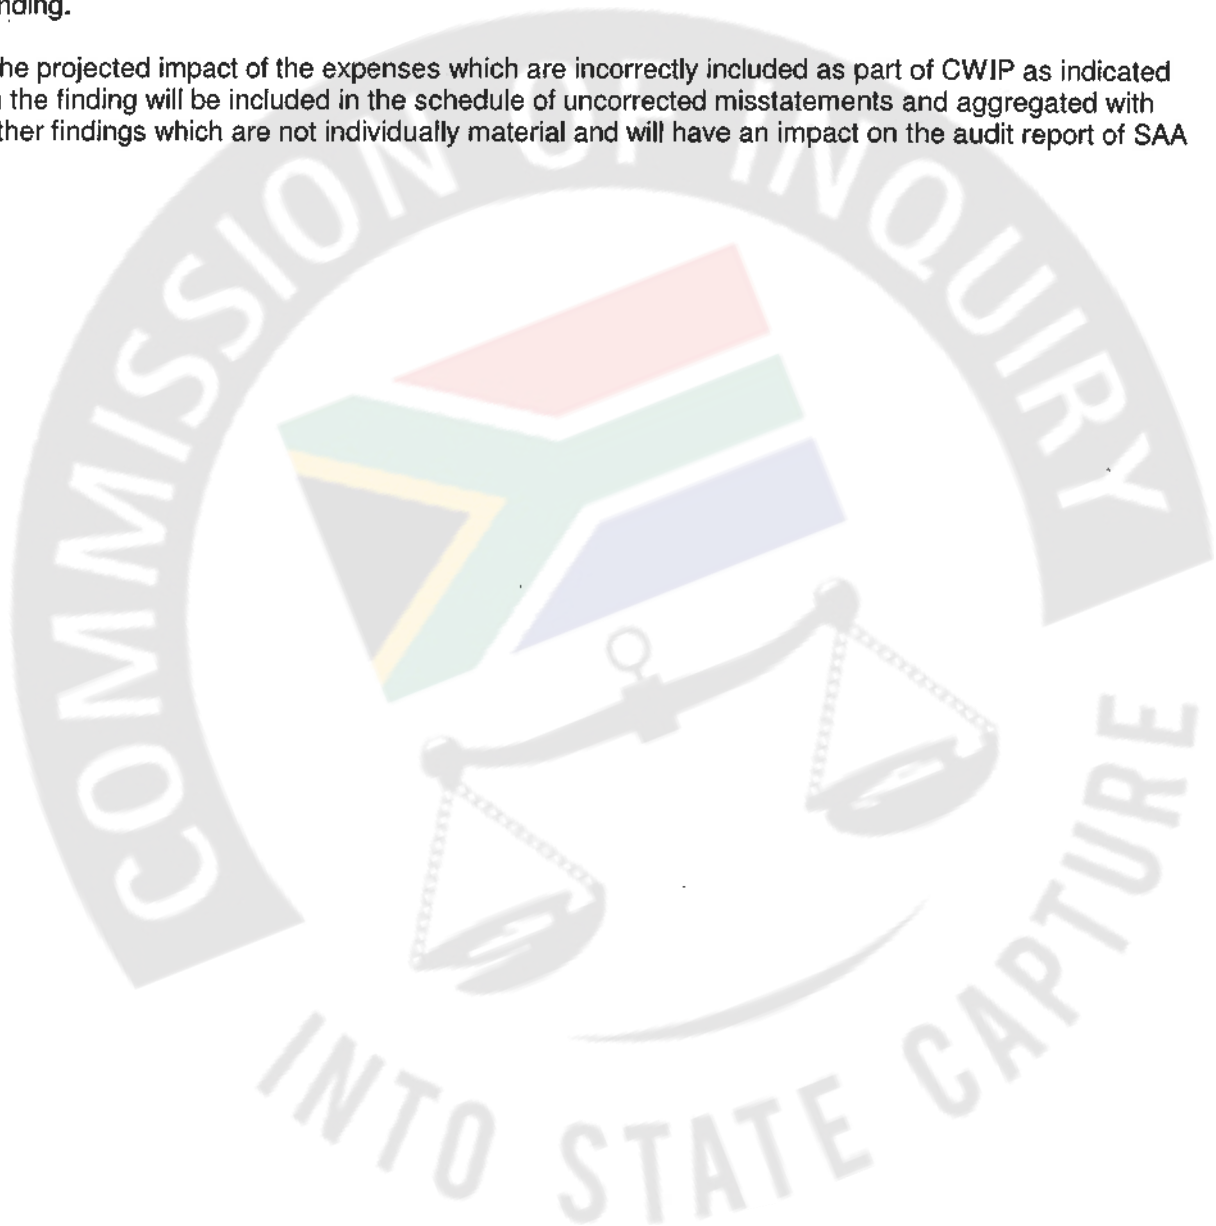 nding.
he projected impact of the expenses which are incorrectly included as part of CWIP as indicated
the finding will be included in the schedule of uncorrected misstatements and aggregated with
ther findings which are not individually material and will have an impact on the audit report of SAA
COMMISSION OF INQUIRY
INTO STATE CAPTURE